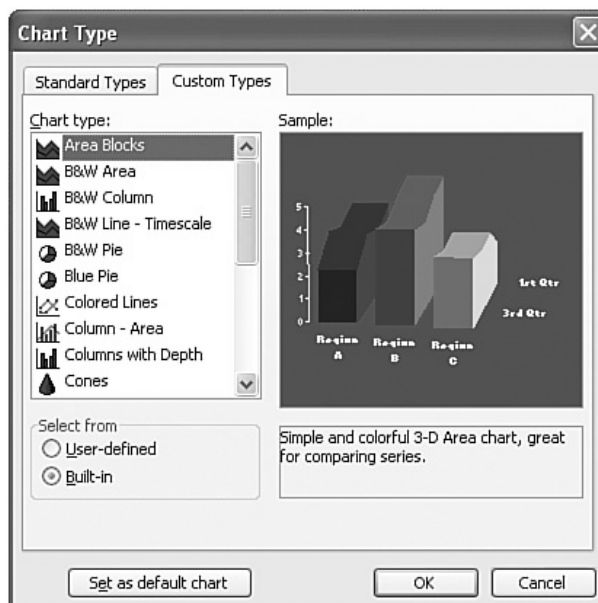 Chart Type
Standard Types
Custom Types
Chart type:
Area Blocks
B&W Area
B&W Column
B&W Line - Timescale
B&W Pie
Blue Pie
Colored Lines
Column - Area
Columns with Depth
Cones
Select from
User-defined
Built-in
Sample:
5
4
3
2
1
0
1st Qtr
3rd Qtr
Region A
Region B
Region C
Simple and colorful 3-D Area chart, great
for comparing series.
Set as default chart
OK
Cancel